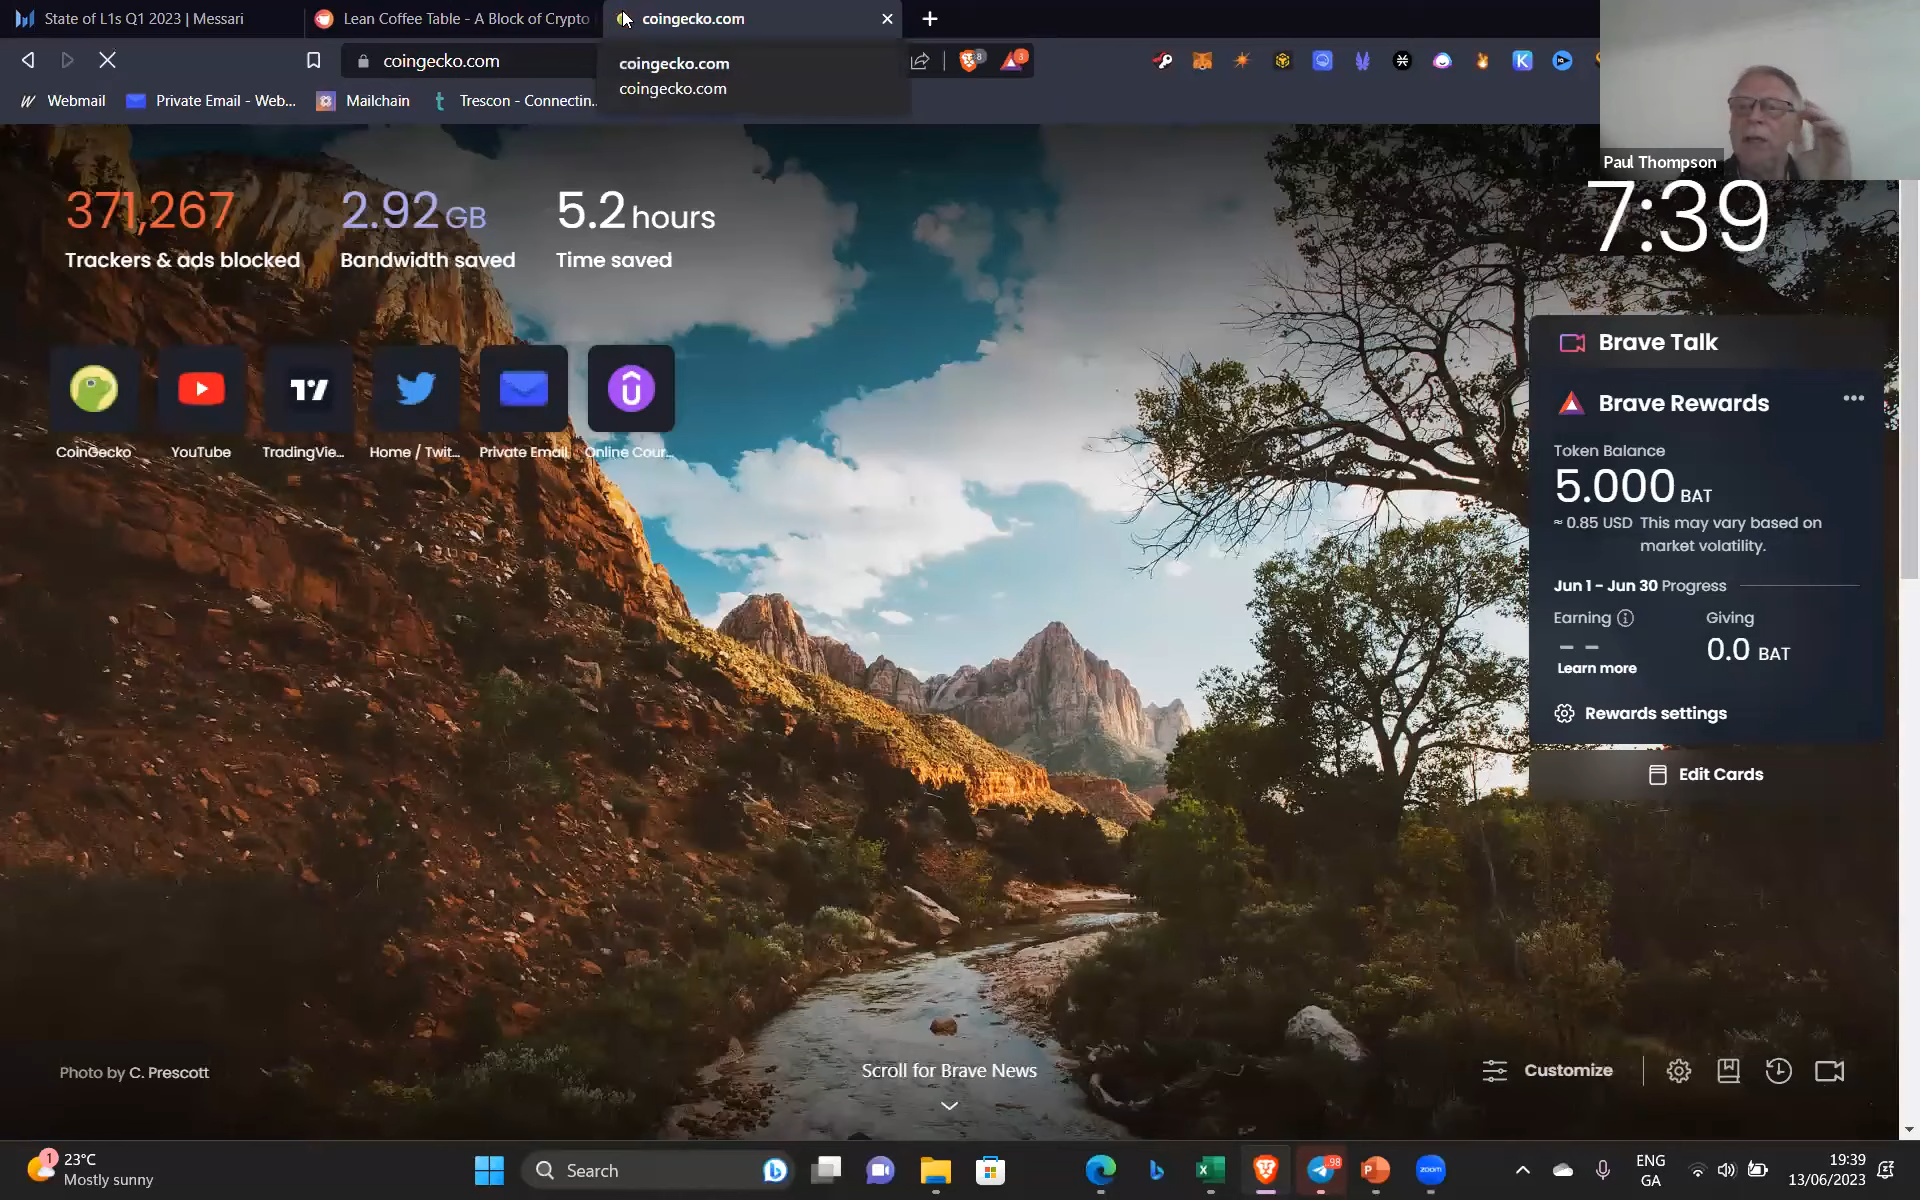 State of L1s Q1 2023 | Messari
Lean Coffee Table - A Block of Crypto
coingecko.com
coingecko.com
coingecko.com
coingecko.com
8
3
Webmail
Private Email - Web...
Mailchain
Trescon - Connectin...
Paul Thompson
371,267
Trackers & ads blocked
2.92 GB
Bandwidth saved
5.2 hours
Time saved
7:39
CoinGecko
YouTube
TradingVie...
Home / Twit...
Private Email
Online Cour...
Brave Talk
Brave Rewards
Token Balance
5.000 BAT
≈ 0.85 USD This may vary based on
market volatility.
Jun 1 - Jun 30 Progress
Earning
Giving
– –
0.0 BAT
Learn more
Rewards settings
Edit Cards
Photo by C. Prescott
Scroll for Brave News
Customize
1
23°C
Mostly sunny
Search
98
zoom
ENG
GA
19:39
13/06/2023